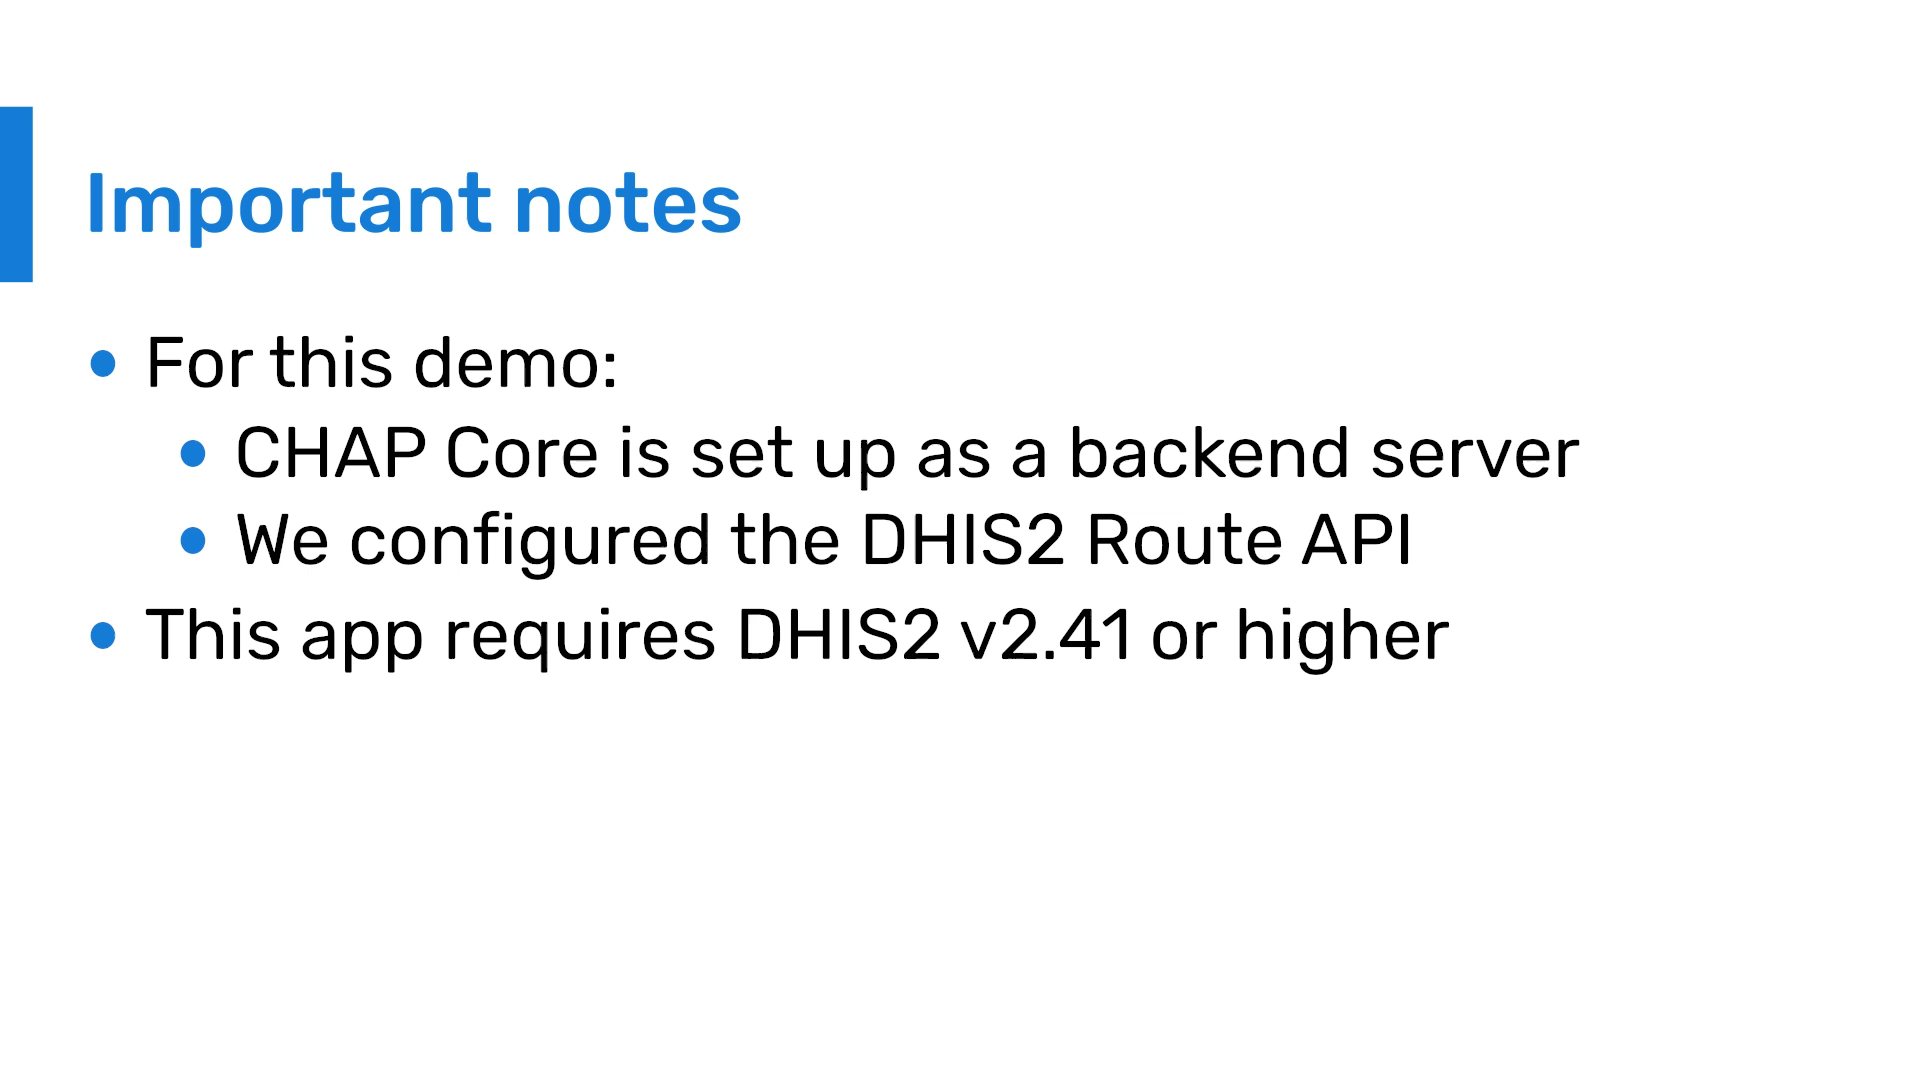 Important notes
For this demo:
CHAP Core is set up as a backend server
We configured the DHIS2 Route API
This app requires DHIS2 v2.41 or higher